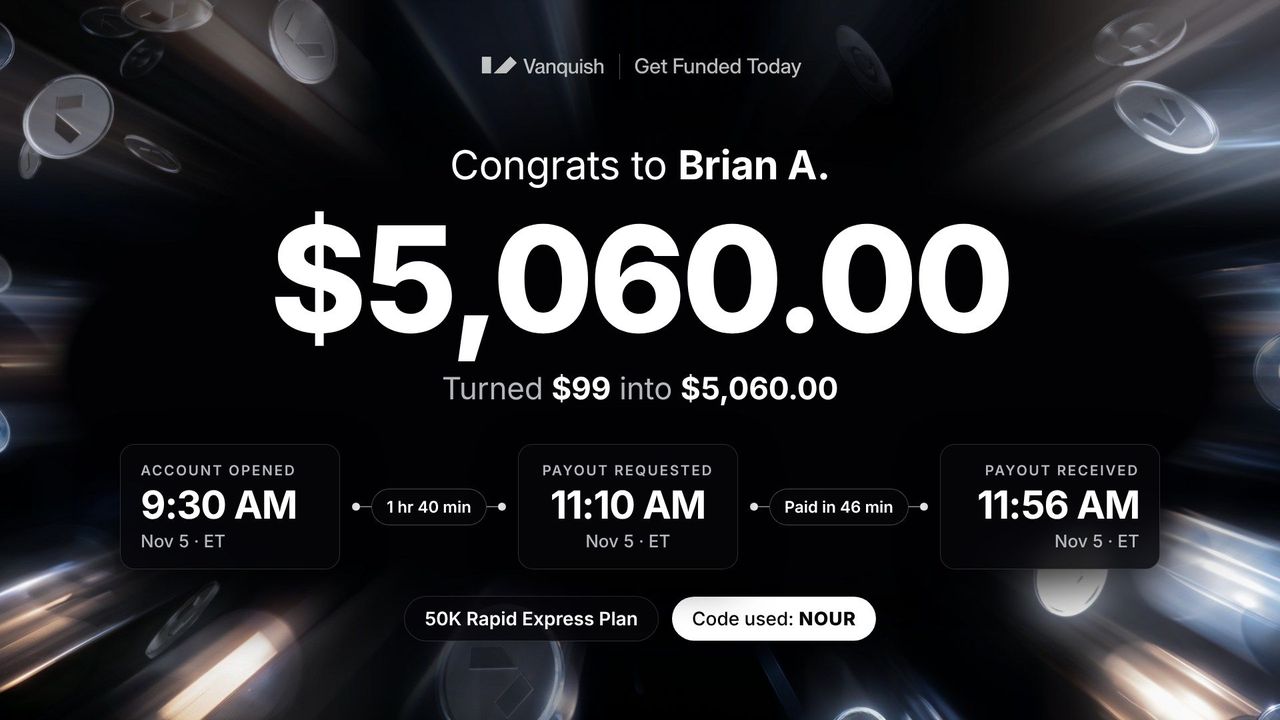 Vanquish | Get Funded Today
Congrats to Brian A.
$5,060.00
Turned $99 into $5,060.00
ACCOUNT OPENED
9:30 AM
Nov 5 · ET
1 hr 40 min
PAYOUT REQUESTED
11:10 AM
Nov 5 · ET
Paid in 46 min
PAYOUT RECEIVED
11:56 AM
Nov 5 · ET
50K Rapid Express Plan
Code used: NOUR